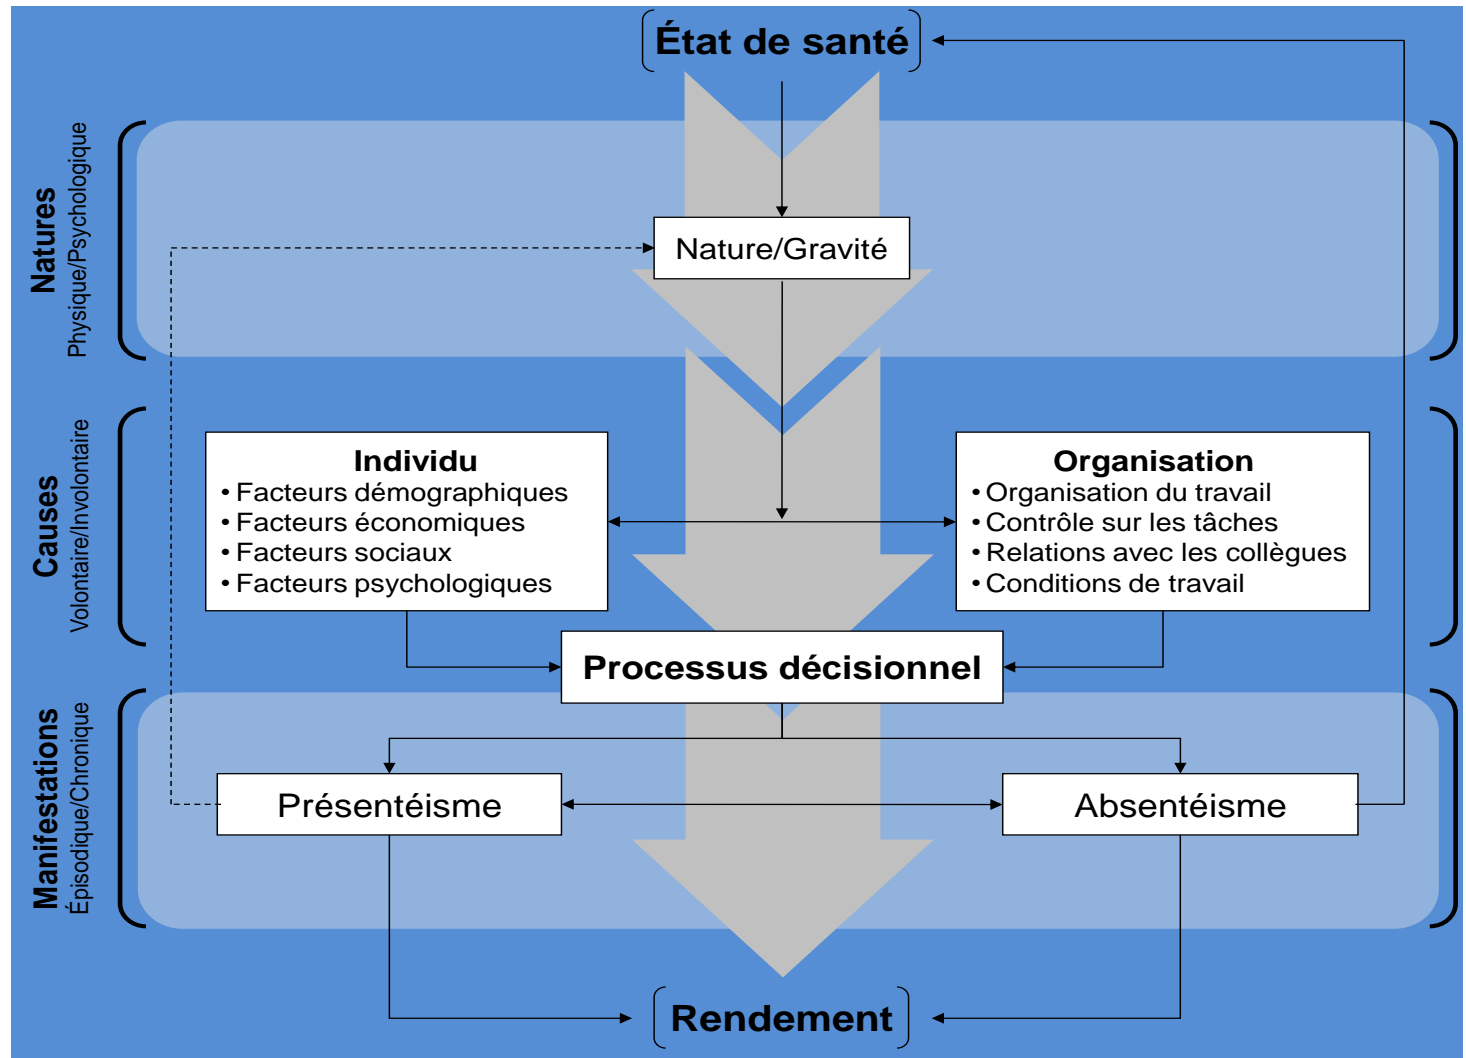 État de santé
Natures
Physique/Psychologique
Nature/Gravité
Causes
Volontaire/Involontaire
Individu
• Facteurs démographiques
• Facteurs économiques
• Facteurs sociaux
• Facteurs psychologiques
Organisation
• Organisation du travail
• Contrôle sur les tâches
• Relations avec les collègues
• Conditions de travail
Processus décisionnel
Manifestations
Épisodique/Chronique
Présentéisme
Absentéisme
Rendement